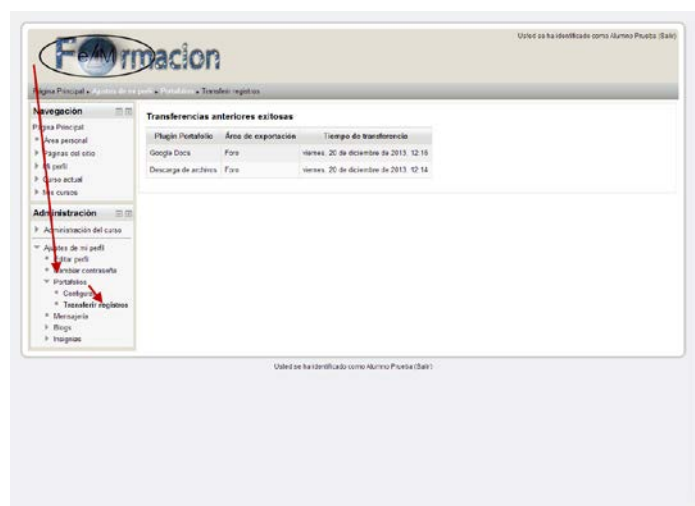 Usted se ha identificado como Alumno Prueba (Salir)
Fe/Mrmacion
Página Principal ▸ Ajustes de mi perfil ▸ Portafolios ▸ Transferir registros
Navegación
Página Principal
Área personal
Páginas del sitio
Mi perfil
Curso actual
Mis cursos
Administración
Administración del curso
Ajustes de mi perfil
Editar perfil
Cambiar contraseña
Portafolios
Configurar
Transferir registros
Mensajería
Blogs
Insignias
Transferencias anteriores exitosas
Plugin Portafolio Área de exportación Tiempo de transferencia
Google Docs Foro viernes, 20 de diciembre de 2013, 12:16
Descarga de archivos Foro viernes, 20 de diciembre de 2013, 12:14
Usted se ha identificado como Alumno Prueba (Salir)